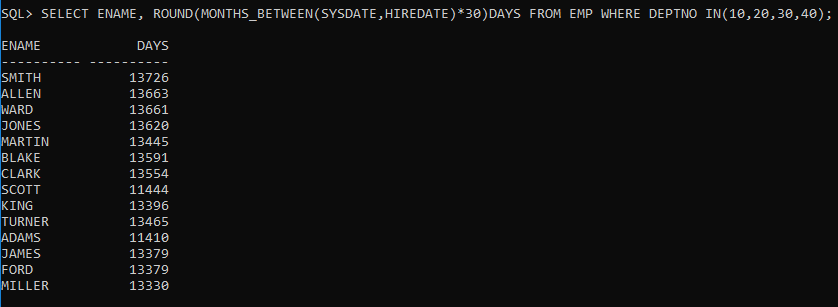 SQL> SELECT ENAME, ROUND(MONTHS_BETWEEN(SYSDATE,HIREDATE)*30)DAYS FROM EMP WHERE DEPTNO IN(10,20,30,40);
ENAME            DAYS
---------- ----------
SMITH           13726
ALLEN           13663
WARD            13661
JONES           13620
MARTIN          13445
BLAKE           13591
CLARK           13554
SCOTT           11444
KING            13396
TURNER          13465
ADAMS           11410
JAMES           13379
FORD            13379
MILLER          13330